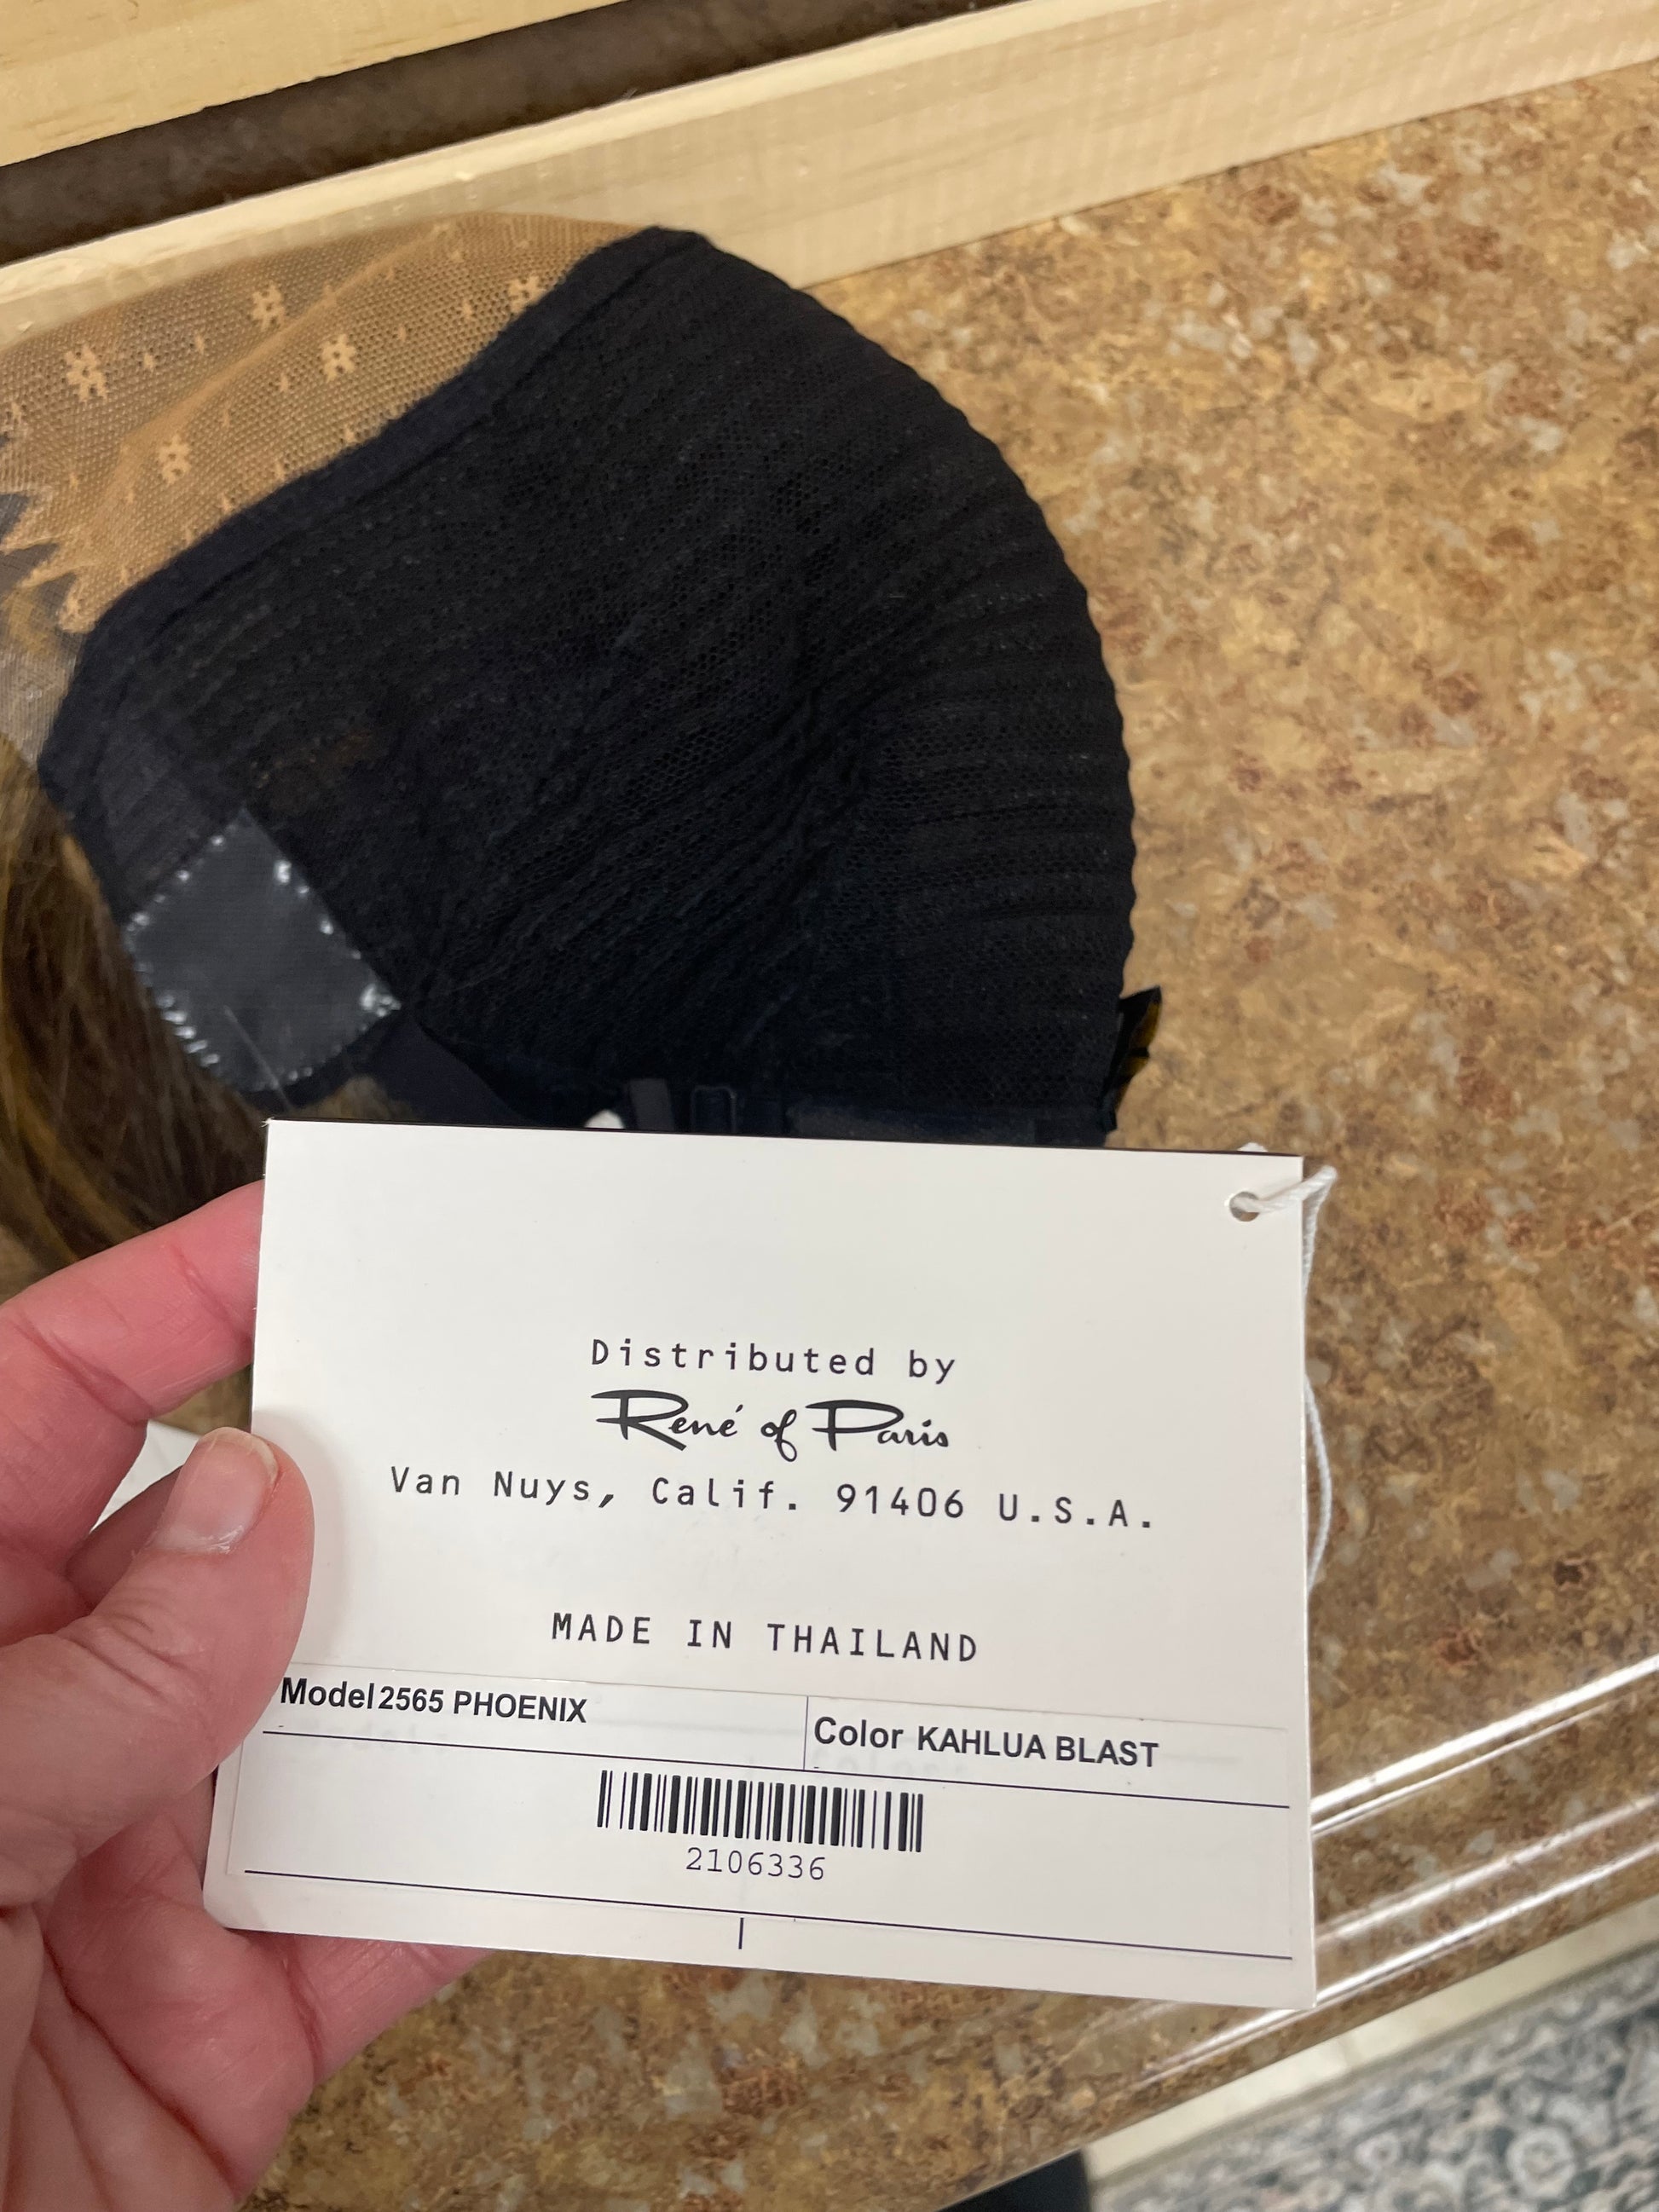 Distributed by
René of Paris
Van Nuys, Calif. 91406 U.S.A.
MADE IN THAILAND
Model 2565 PHOENIX
Color KAHLUA BLAST
2106336